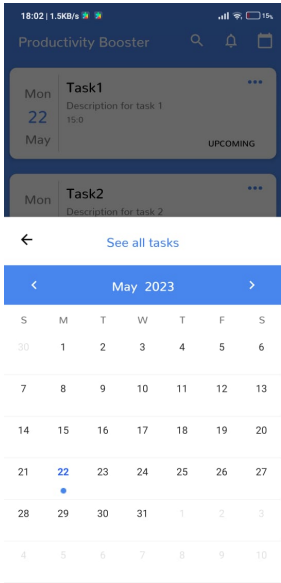 18:02 | 1.5KB/s 15%
Productivity Booster
Mon
22
May
Task1
Description for task 1
15:0
UPCOMING
Mon
Task2
Description for task 2
See all tasks
May 2023
S M T W T F S
30 1 2 3 4 5 6
7 8 9 10 11 12 13
14 15 16 17 18 19 20
21 22 23 24 25 26 27
28 29 30 31 1 2 3
4 5 6 7 8 9 10